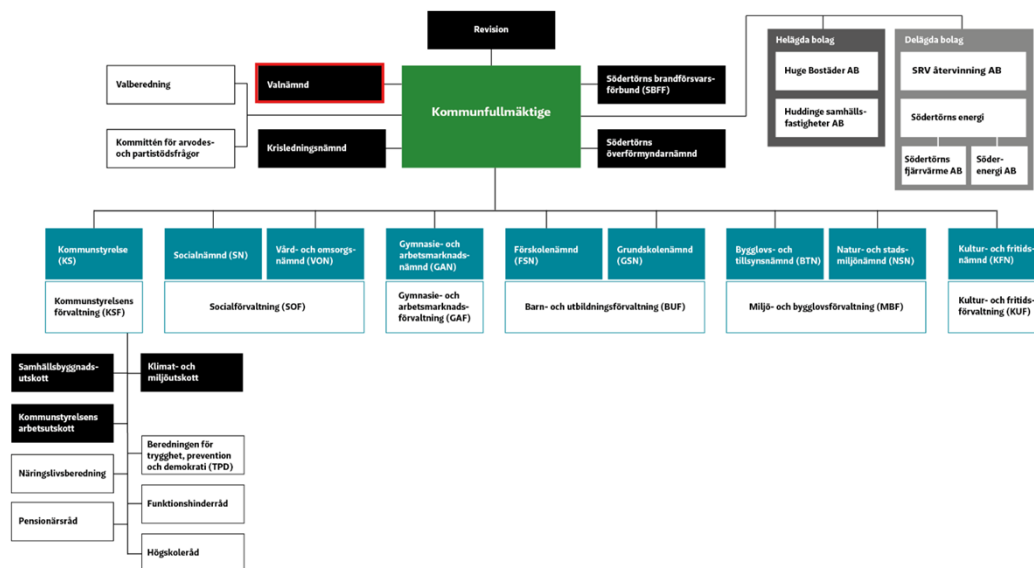 Revision
Helägda bolag
Delägda bolag
Huge Bostäder AB
SRV återvinning AB
Valberedning
Valnämnd
Kommunfullmäktige
Södertörns brandförsvars-
förbund (SBFF)
Huddinge samhälls-
fastigheter AB
Södertörns energi
Kommittén för arvodes-
och partistödsfrågor
Krisledningsnämnd
Södertörns
överförmyndarnämnd
Södertörns
fjärrvärme AB
Söder-
energi AB
Kommunstyrelse
(KS)
Socialnämnd (SN)
Vård- och omsorgs-
nämnd (VON)
Gymnasie- och
arbetsmarknads-
nämnd (GAN)
Förskolenämnd
(FSN)
Grundskolenämnd
(GSN)
Bygglovs- och
tillsynsnämnd (BTN)
Natur- och stads-
miljönämnd (NSN)
Kultur- och fritids-
nämnd (KFN)
Kommunstyrelsens
förvaltning (KSF)
Socialförvaltning (SOF)
Gymnasie- och
arbetsmarknads-
förvaltning (GAF)
Barn- och utbildningsförvaltning (BUF)
Miljö- och bygglovsförvaltning (MBF)
Kultur- och fritids-
förvaltning (KUF)
Samhällsbyggnads-
utskott
Klimat- och
miljöutskott
Kommunstyrelsens
arbetsutskott
Beredningen för
trygghet, prevention
och demokrati (TPD)
Näringslivsberedning
Funktionshinderråd
Pensionärsråd
Högskoleråd